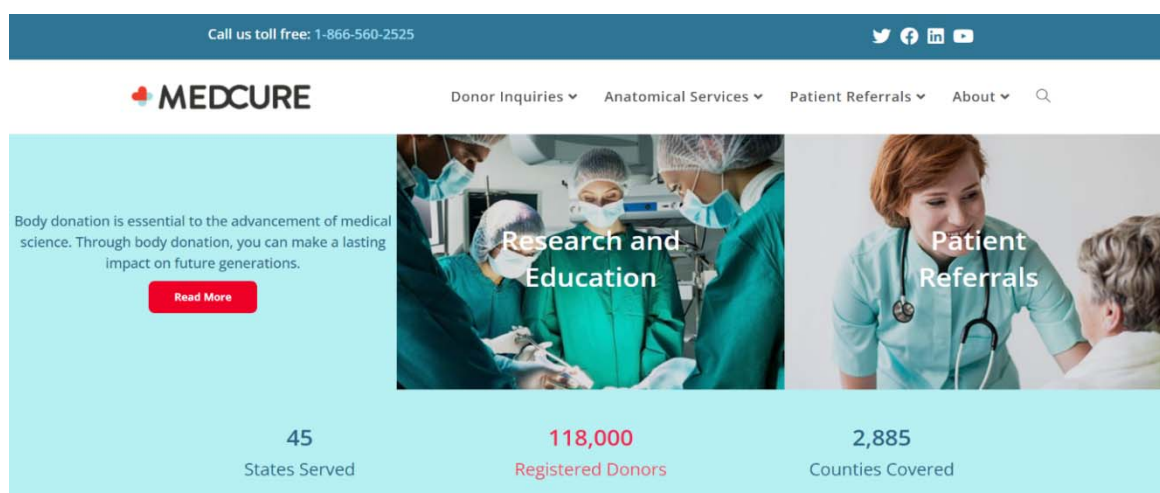 Call us toll free: 1-866-560-2525
MEDCURE
Donor Inquiries
Anatomical Services
Patient Referrals
About
Body donation is essential to the advancement of medical
science. Through body donation, you can make a lasting
impact on future generations.
Read More
Research and
Education
Patient
Referrals
45
States Served
118,000
Registered Donors
2,885
Counties Covered